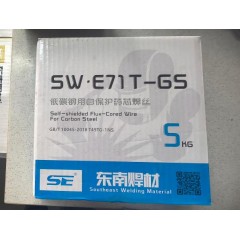 SW·E71T-GS
低碳钢用自保护药芯焊丝
Self-shielded Flux-Cored Wire
For Carbon Steel
5KG
SE
东南焊材
Southeast Welding Material